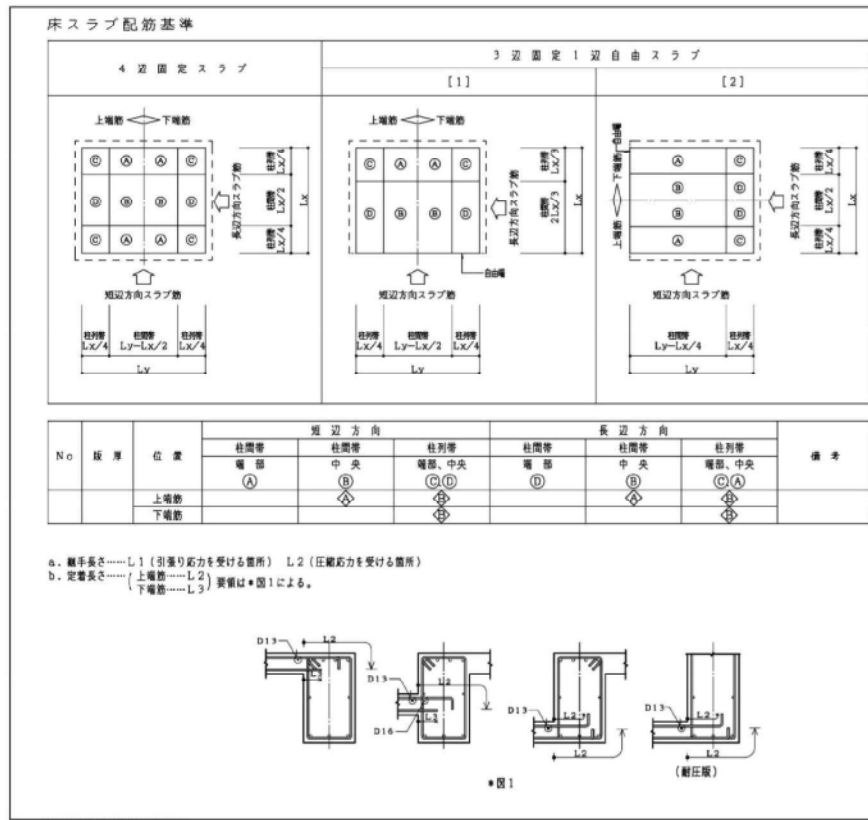 床スラブ配筋基準
4辺固定スラブ
3辺固定1辺自由スラブ
[1]
[2]
上端筋 下端筋
Ⓒ Ⓐ Ⓐ Ⓒ
Ⓓ Ⓑ Ⓑ Ⓓ
Ⓒ Ⓐ Ⓐ Ⓒ
柱列帯 Lx/4
柱間帯 Lx/2
柱列帯 Lx/4
Lx
長辺方向スラブ筋
短辺方向スラブ筋
柱列帯 柱間帯 柱列帯
Lx/4 Ly-Lx/2 Lx/4
Ly
上端筋 下端筋
Ⓒ Ⓐ Ⓐ Ⓒ
Ⓓ Ⓑ Ⓑ Ⓓ
柱列帯 Lx/3
柱間帯 2Lx/3
Lx
長辺方向スラブ筋
自由端
短辺方向スラブ筋
柱列帯 柱間帯 柱列帯
Lx/4 Ly-Lx/2 Lx/4
Ly
自由端
上端筋 下端筋
Ⓐ Ⓒ
Ⓑ Ⓓ
Ⓑ Ⓓ
Ⓐ Ⓒ
柱列帯 Lx/4
柱間帯 Lx/2
柱列帯 Lx/4
Lx
長辺方向スラブ筋
短辺方向スラブ筋
柱間帯 柱列帯
Ly-Lx/4 Lx/4
Ly
No 版厚 位置 短辺方向 長辺方向 備考
柱間帯 柱間帯 柱列帯 柱間帯 柱間帯 柱列帯
端部 中央 端部、中央 端部 中央 端部、中央
Ⓐ Ⓑ Ⓒ,Ⓓ Ⓓ Ⓑ Ⓒ,Ⓐ
上端筋 A B A B
下端筋 B B
a. 継手長さ……L1(引張り応力を受ける箇所) L2(圧縮応力を受ける箇所)
b. 定着長さ……(上端筋……L2
下端筋……L3) 要領は*図1による。
D13 L2
D13 L2
L3
D16
D13 L2
L2
D13 L2
L2
(耐圧版)
*図1